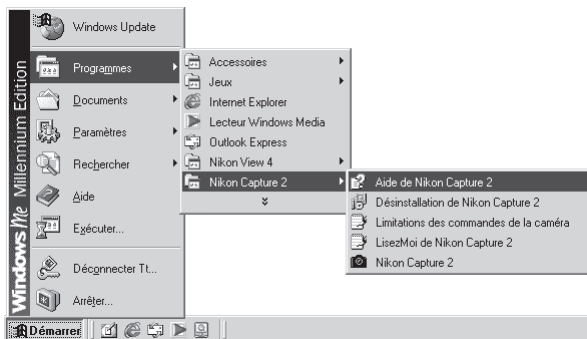 Windows Me Millennium Edition
Windows Update
Programmes
Documents
Paramètres
Rechercher
Aide
Exécuter...
Déconnecter Tt...
Arrêter...
Accessoires
Jeux
Internet Explorer
Lecteur Windows Media
Outlook Express
Nikon View 4
Nikon Capture 2
Aide de Nikon Capture 2
Désinstallation de Nikon Capture 2
Limitations des commandes de la caméra
LisezMoi de Nikon Capture 2
Nikon Capture 2
Démarrer